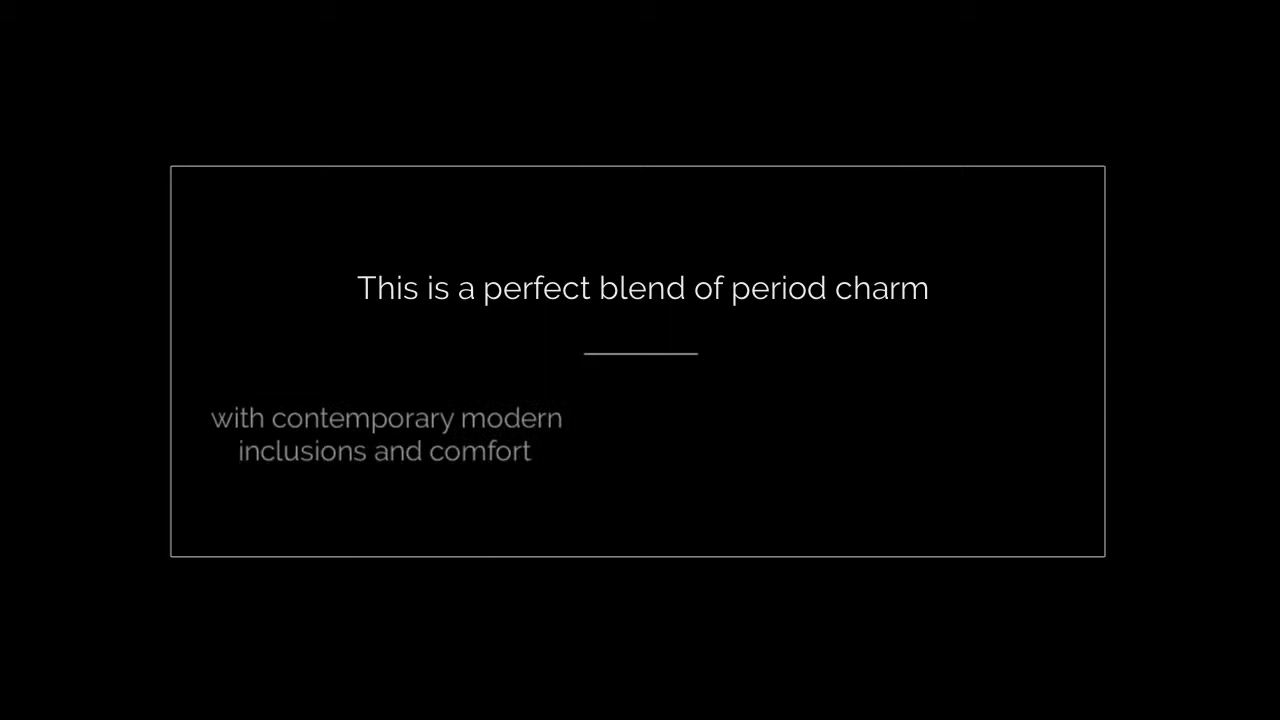 This is a perfect blend of period charm
with contemporary modern
inclusions and comfort